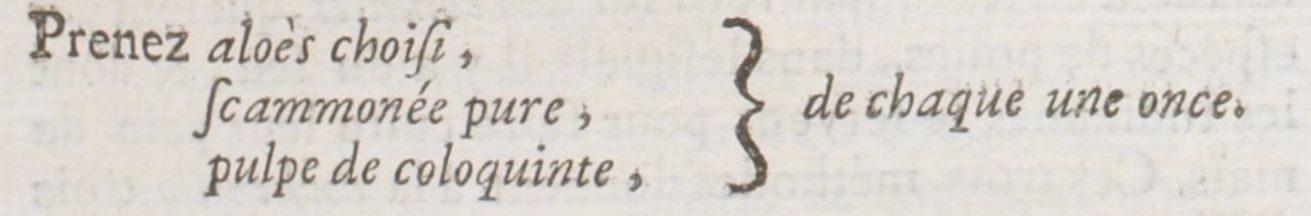 Prenez aloès choiſi,
ſcammonée pure,
pulpe de coloquinte,
} de chaque une once.